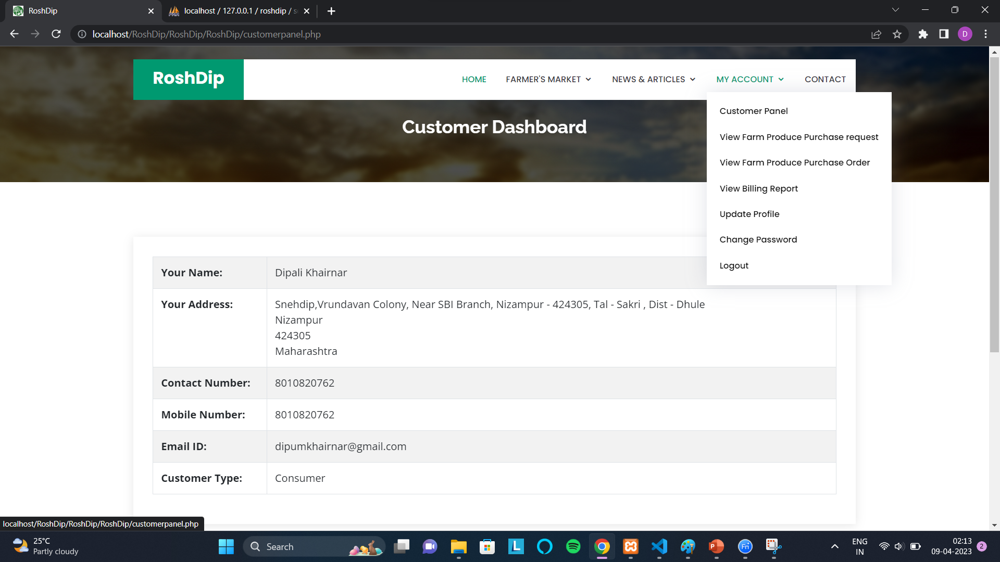 RoshDip
localhost / 127.0.0.1 / roshdip /
localhost/RoshDip/RoshDip/RoshDip/customerpanel.php
D
RoshDip
HOME
FARMER'S MARKET
NEWS & ARTICLES
MY ACCOUNT
CONTACT
Customer Dashboard
Customer Panel
View Farm Produce Purchase request
View Farm Produce Purchase Order
View Billing Report
Update Profile
Change Password
Logout
Your Name: Dipali Khairnar
Your Address: Snehdip,Vrundavan Colony, Near SBI Branch, Nizampur - 424305, Tal - Sakri , Dist - Dhule
Nizampur
424305
Maharashtra
Contact Number: 8010820762
Mobile Number: 8010820762
Email ID: dipumkhairnar@gmail.com
Customer Type: Consumer
localhost/RoshDip/RoshDip/RoshDip/customerpanel.php
25°C
Partly cloudy
Search
L
P
Fri
ENG
IN
02:13
09-04-2023
2